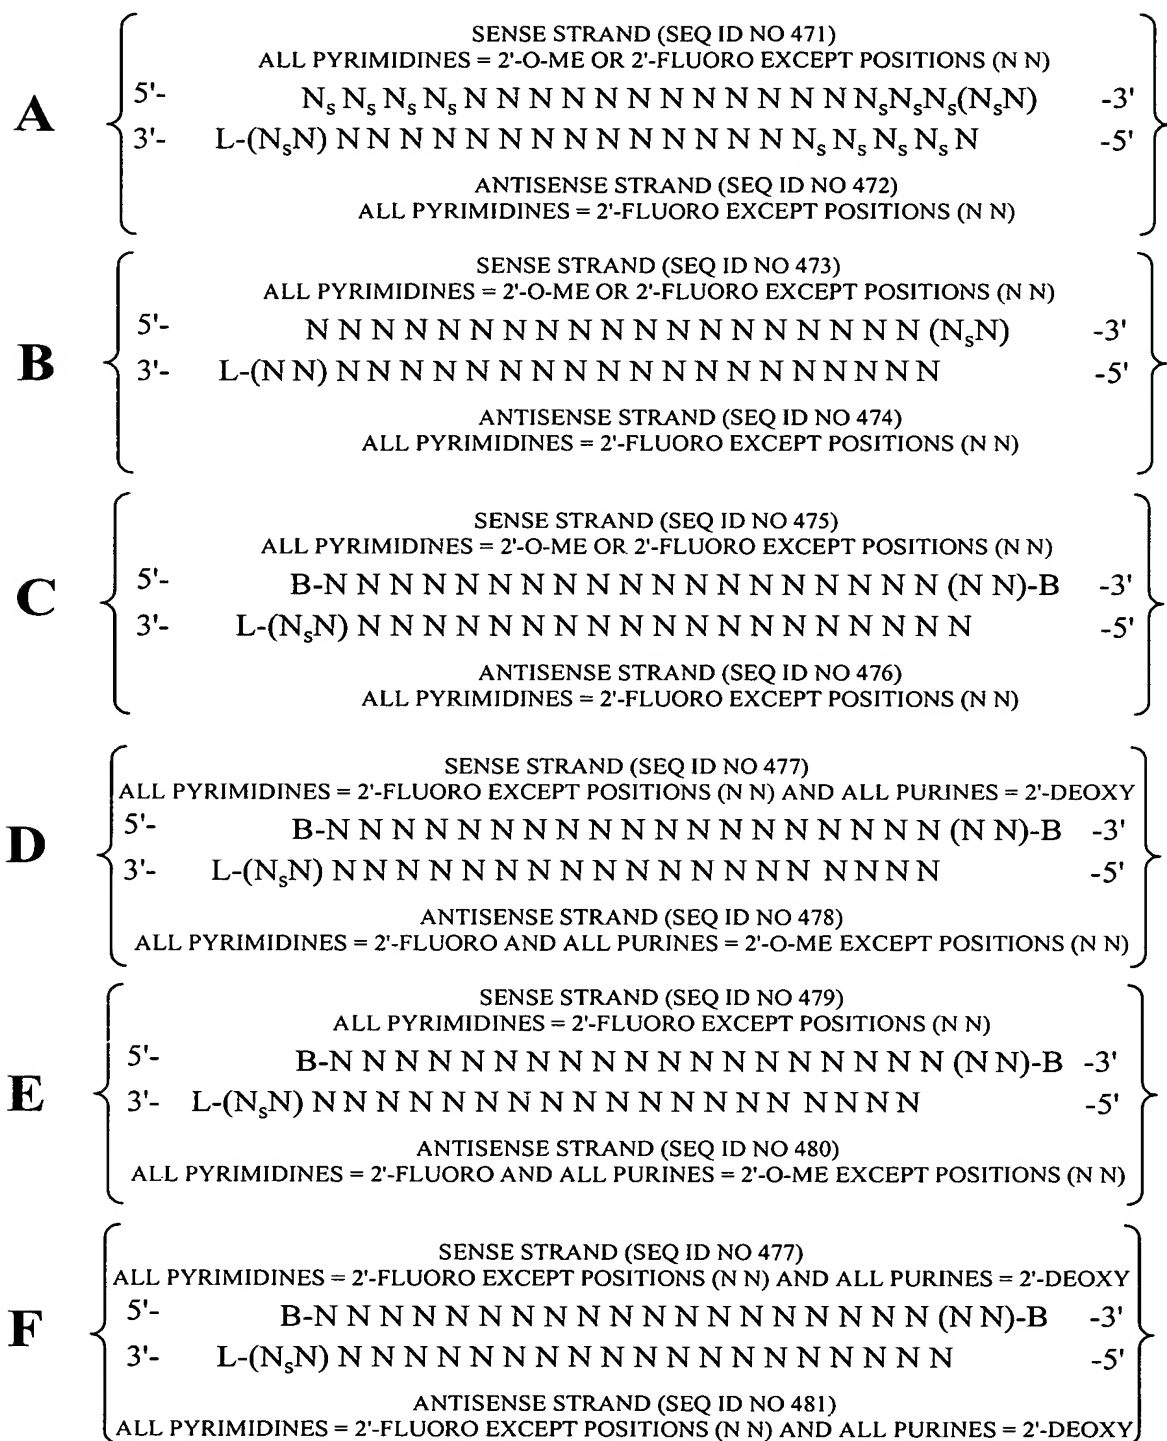 SENSE STRAND (SEQ ID NO 471)
ALL PYRIMIDINES = 2'-O-ME OR 2'-FLUORO EXCEPT POSITIONS (N N)
A
5'- NₛNₛNₛNₛN N N N N N N N N N N N NₛNₛNₛ(NₛN) -3'
3'- L-(NₛN) N N N N N N N N N N N N N N NₛNₛNₛNₛN -5'
ANTISENSE STRAND (SEQ ID NO 472)
ALL PYRIMIDINES = 2'-FLUORO EXCEPT POSITIONS (N N)
SENSE STRAND (SEQ ID NO 473)
ALL PYRIMIDINES = 2'-O-ME OR 2'-FLUORO EXCEPT POSITIONS (N N)
B
5'- N N N N N N N N N N N N N N N N N N N (NₛN) -3'
3'- L-(N N) N N N N N N N N N N N N N N N N N N N -5'
ANTISENSE STRAND (SEQ ID NO 474)
ALL PYRIMIDINES = 2'-FLUORO EXCEPT POSITIONS (N N)
SENSE STRAND (SEQ ID NO 475)
ALL PYRIMIDINES = 2'-O-ME OR 2'-FLUORO EXCEPT POSITIONS (N N)
C
5'- B-N N N N N N N N N N N N N N N N N N N (N N)-B -3'
3'- L-(NₛN) N N N N N N N N N N N N N N N N N N N -5'
ANTISENSE STRAND (SEQ ID NO 476)
ALL PYRIMIDINES = 2'-FLUORO EXCEPT POSITIONS (N N)
SENSE STRAND (SEQ ID NO 477)
ALL PYRIMIDINES = 2'-FLUORO EXCEPT POSITIONS (N N) AND ALL PURINES = 2'-DEOXY
D
5'- B-N N N N N N N N N N N N N N N N N N N (N N)-B -3'
3'- L-(NₛN) N N N N N N N N N N N N N N N N N N N -5'
ANTISENSE STRAND (SEQ ID NO 478)
ALL PYRIMIDINES = 2'-FLUORO AND ALL PURINES = 2'-O-ME EXCEPT POSITIONS (N N)
SENSE STRAND (SEQ ID NO 479)
ALL PYRIMIDINES = 2'-FLUORO EXCEPT POSITIONS (N N)
E
5'- B-N N N N N N N N N N N N N N N N N N N (N N)-B -3'
3'- L-(NₛN) N N N N N N N N N N N N N N N N N N N -5'
ANTISENSE STRAND (SEQ ID NO 480)
ALL PYRIMIDINES = 2'-FLUORO AND ALL PURINES = 2'-O-ME EXCEPT POSITIONS (N N)
SENSE STRAND (SEQ ID NO 477)
ALL PYRIMIDINES = 2'-FLUORO EXCEPT POSITIONS (N N) AND ALL PURINES = 2'-DEOXY
F
5'- B-N N N N N N N N N N N N N N N N N N N (N N)-B -3'
3'- L-(NₛN) N N N N N N N N N N N N N N N N N N N -5'
ANTISENSE STRAND (SEQ ID NO 481)
ALL PYRIMIDINES = 2'-FLUORO EXCEPT POSITIONS (N N) AND ALL PURINES = 2'-DEOXY